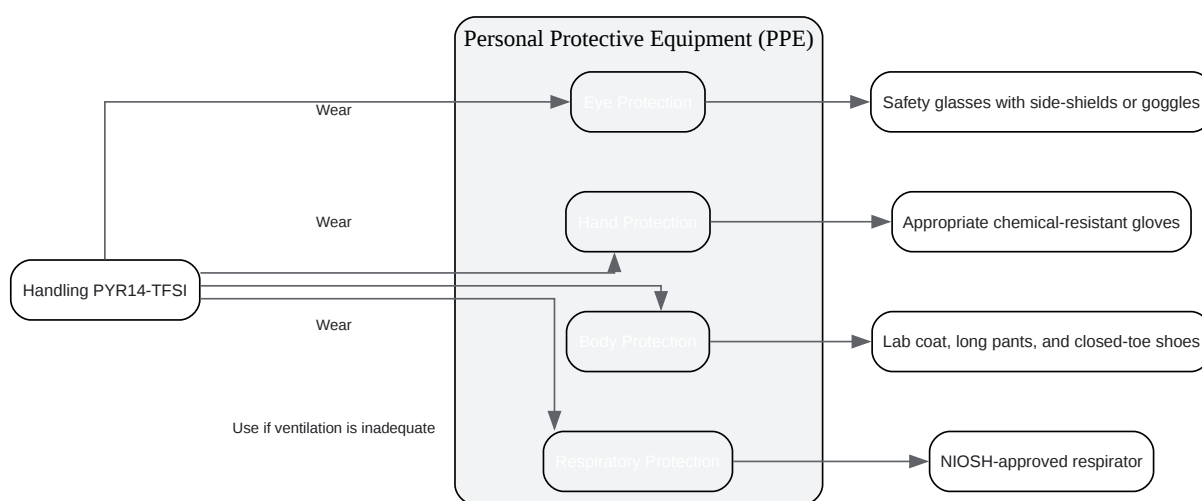 Personal Protective Equipment (PPE)
Eye Protection
Safety glasses with side-shields or goggles
Wear
Hand Protection
Appropriate chemical-resistant gloves
Wear
Handling PYR14-TFSI
Wear
Body Protection
Lab coat, long pants, and closed-toe shoes
Use if ventilation is inadequate
Respiratory Protection
NIOSH-approved respirator